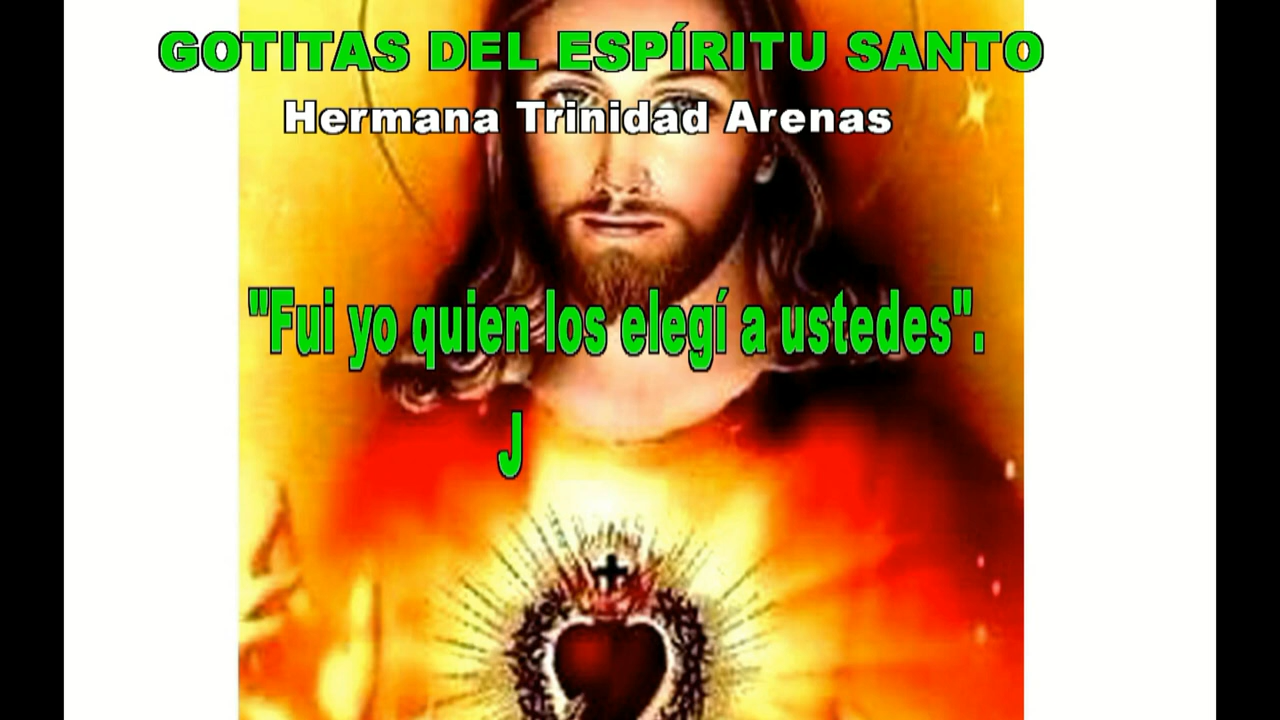 GOTITAS DEL ESPÍRITU SANTO
Hermana Trinidad Arenas
"Fui yo quien los elegí a ustedes".
J